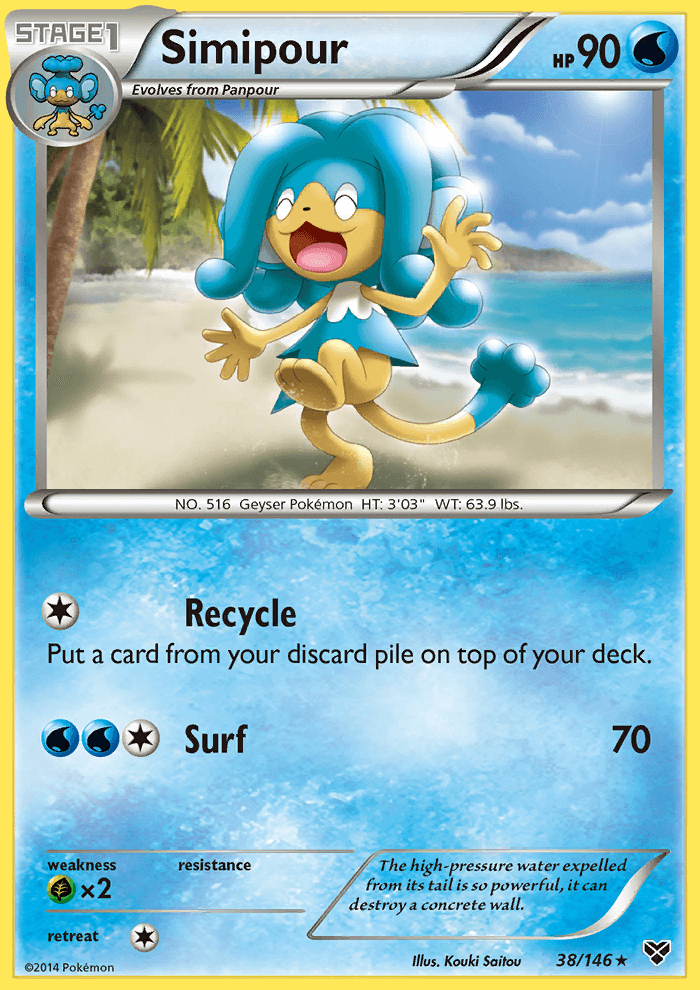 STAGE1
Simipour
HP 90
Evolves from Panpour
NO. 516 Geyser Pokémon HT: 3'03" WT: 63.9 lbs.
Recycle
Put a card from your discard pile on top of your deck.
Surf 70
weakness resistance
×2
The high-pressure water expelled
from its tail is so powerful, it can
destroy a concrete wall.
retreat
Illus. Kouki Saitou 38/146 ★
©2014 Pokémon